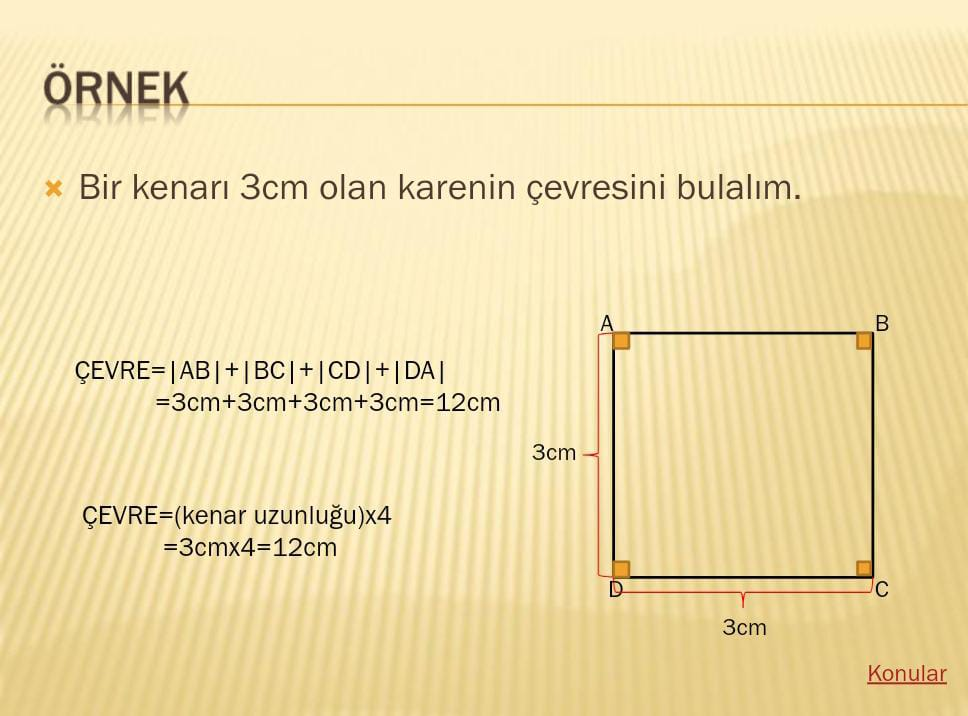 ÖRNEK
Bir kenarı 3cm olan karenin çevresini bulalım.
A
B
ÇEVRE=|AB|+|BC|+|CD|+|DA|
=3cm+3cm+3cm+3cm=12cm
3cm
ÇEVRE=(kenar uzunluğu)x4
=3cmx4=12cm
D
C
3cm
Konular